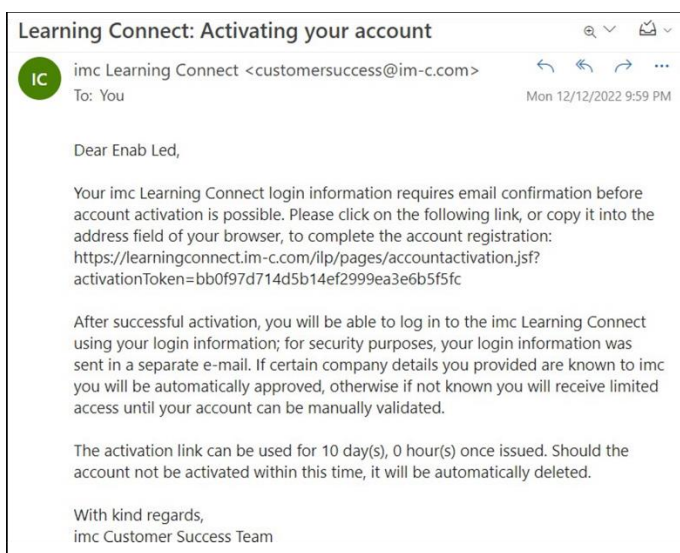 Learning Connect: Activating your account
IC
imc Learning Connect <customersuccess@im-c.com>
To: You
Mon 12/12/2022 9:59 PM
Dear Enab Led,
Your imc Learning Connect login information requires email confirmation before
account activation is possible. Please click on the following link, or copy it into the
address field of your browser, to complete the account registration:
https://learningconnect.im-c.com/ilp/pages/accountactivation.jsf?
activationToken=bb0f97d714d5b14ef2999ea3e6b5f5fc
After successful activation, you will be able to log in to the imc Learning Connect
using your login information; for security purposes, your login information was
sent in a separate e-mail. If certain company details you provided are known to imc
you will be automatically approved, otherwise if not known you will receive limited
access until your account can be manually validated.
The activation link can be used for 10 day(s), 0 hour(s) once issued. Should the
account not be activated within this time, it will be automatically deleted.
With kind regards,
imc Customer Success Team